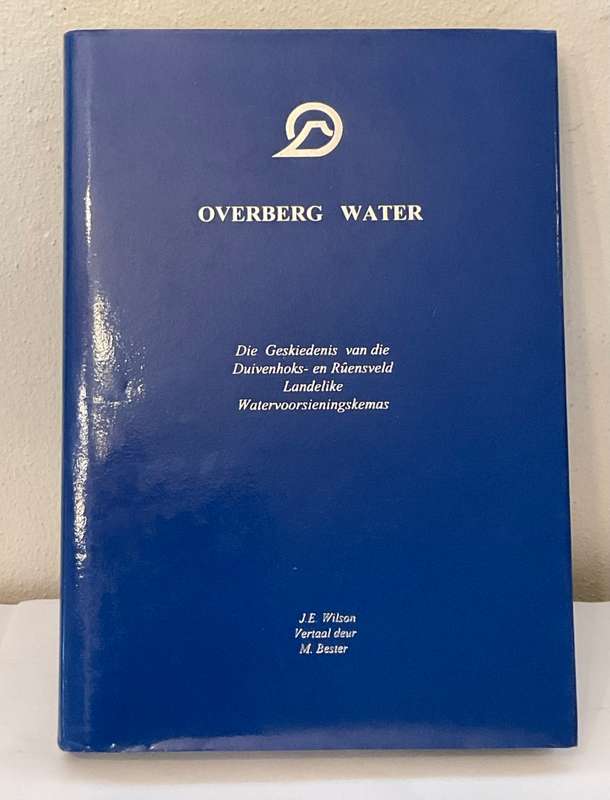 OVERBERG WATER
Die Geskiedenis van die
Duivenhoks- en Rûensveld
Landelike
Watervoorsieningskemas
J.E. Wilson
Vertaal deur
M. Bester